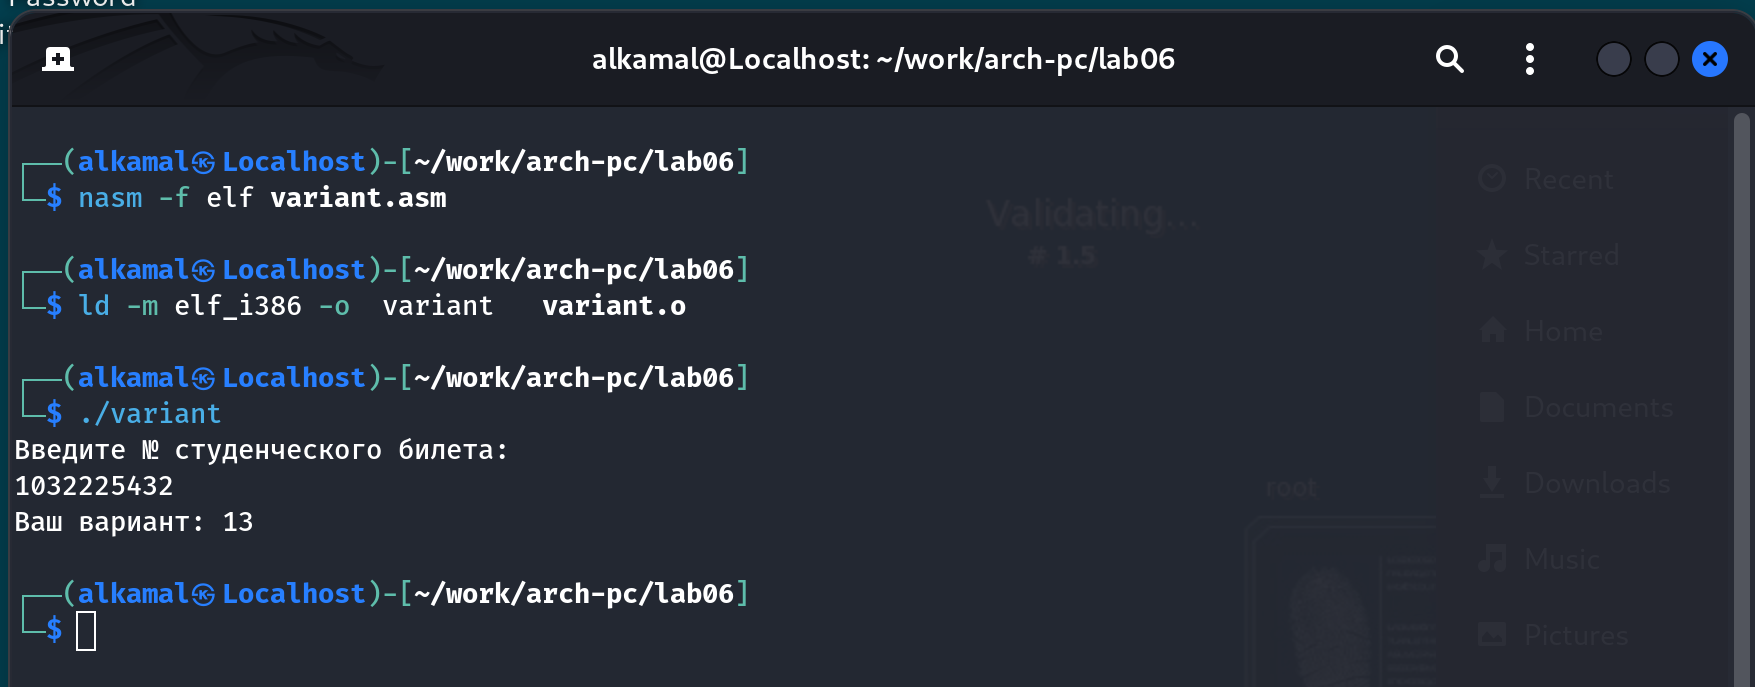 Password
alkamal@Localhost: ~/work/arch-pc/lab06
┌──(alkamal㉿Localhost)-[~/work/arch-pc/lab06]
└─$ nasm -f elf variant.asm
┌──(alkamal㉿Localhost)-[~/work/arch-pc/lab06]
└─$ ld -m elf_i386 -o  variant   variant.o
┌──(alkamal㉿Localhost)-[~/work/arch-pc/lab06]
└─$ ./variant
Введите № студенческого билета:
1032225432
Ваш вариант: 13
┌──(alkamal㉿Localhost)-[~/work/arch-pc/lab06]
└─$
Validating...
# 1.5
root
Recent
Starred
Home
Documents
Downloads
Music
Pictures